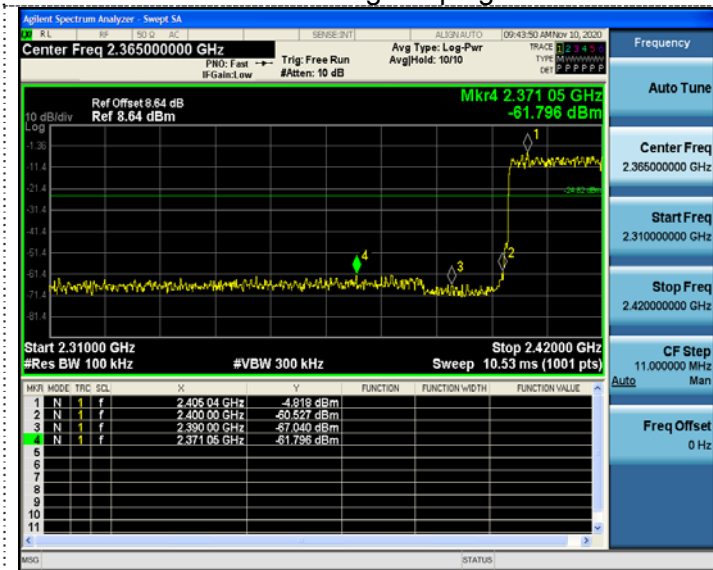 Agilent Spectrum Analyzer - Swept SA
RL RF 50 Ω AC SENSE:INT ALIGN AUTO 09:43:50 AM Nov 10, 2020
Center Freq 2.365000000 GHz
PNO: Fast
IFGain:Low
Trig: Free Run
#Atten: 10 dB
Avg Type: Log-Pwr
Avg|Hold: 10/10
TRACE 1 2 3 4 5 6
TYPE MWWWWW
DET P P P P P P
Ref Offset 8.64 dB
10 dB/div Ref 8.64 dBm
Log
Mkr4 2.371 05 GHz
-61.796 dBm
-1.36
-11.4
-21.4
-31.4
-41.4
-51.4
-61.4
-71.4
-81.4
1
-24.82 dBm
2
3
4
Start 2.31000 GHz Stop 2.42000 GHz
#Res BW 100 kHz #VBW 300 kHz Sweep 10.53 ms (1001 pts)
MKR MODE TRC SCL X Y FUNCTION FUNCTION WIDTH FUNCTION VALUE
1 N 1 f 2.405 04 GHz -4.818 dBm
2 N 1 f 2.400 00 GHz -60.527 dBm
3 N 1 f 2.390 00 GHz -67.040 dBm
4 N 1 f 2.371 05 GHz -61.796 dBm
5
6
7
8
9
10
11
MSG STATUS
Frequency
Auto Tune
Center Freq
2.365000000 GHz
Start Freq
2.310000000 GHz
Stop Freq
2.420000000 GHz
CF Step
11.000000 MHz
Auto Man
Freq Offset
0 Hz